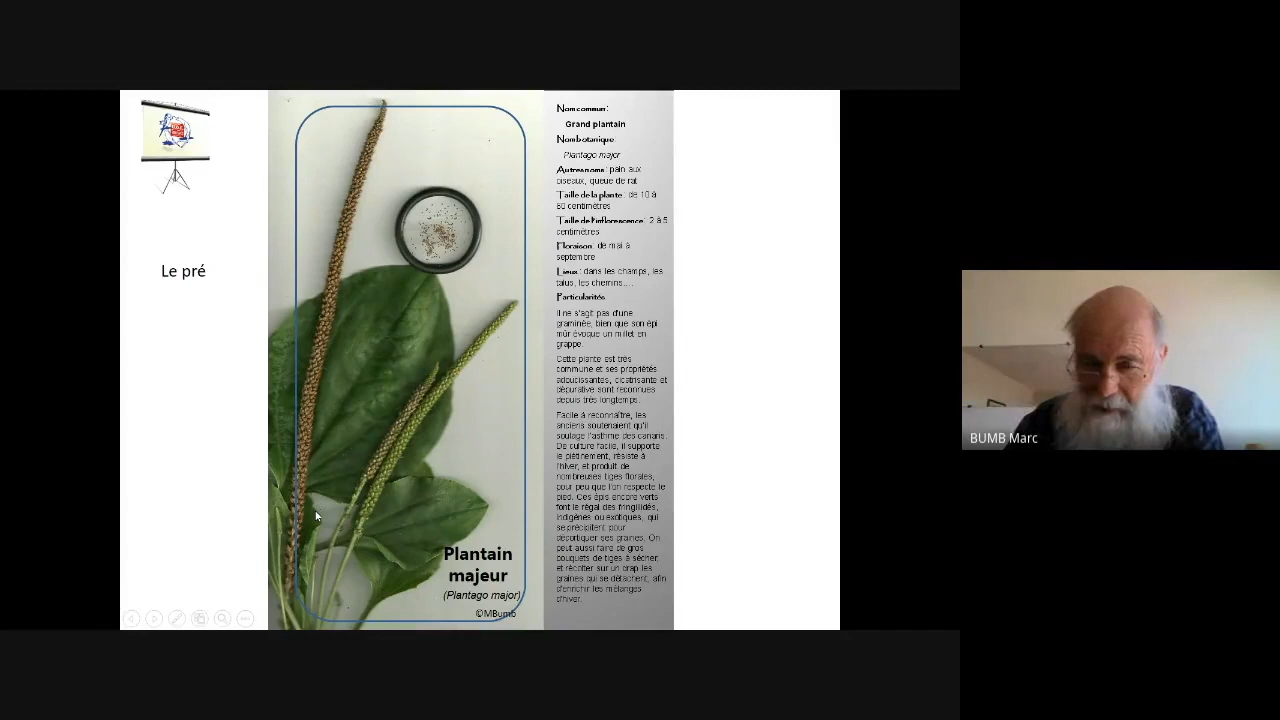 Le pré
Plantain
majeur
(Plantago major)
©MBumb
Nom commun:
Grand plantain
Nom botanique
Plantago major
Autres noms: pain aux
oiseaux, queue de rat
Taille de la plante: de 10 à
60 centimètres
Taille de l'inflorescence: 2 à 5
centimètres
Floraison: de mai à
septembre
Lieux: dans les champs, les
talus, les chemins…
Particularités
Il ne s'agit pas d'une
graminée, bien que son épi
mûr évoque un millet en
grappe.
Cette plante est très
commune et ses propriétés
adoucissantes, cicatrisante et
dépurative sont reconnues
depuis très longtemps.
Facile à reconnaître, les
anciens soutenaient qu'il
soulage l'asthme des canaris.
De culture facile, il supporte
le piétinement, résiste à
l'hiver, et produit de
nombreuses tiges florales,
pour peu que l'on respecte le
pied. Ces épis encore verts
font le régal des fringillidés,
indigènes ou exotiques, qui
se précipitent pour
décortiquer ses graines. On
peut aussi faire de gros
bouquets de tiges à sécher,
et récolter sur un drap les
graines qui se détachent, afin
d'enrichir les mélanges
d'hiver.
BUMB Marc